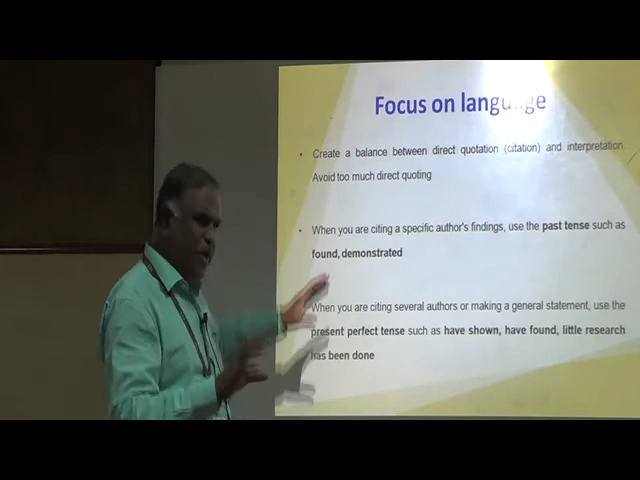 Focus on language
• Create a balance between direct quotation (citation) and interpretation.
Avoid too much direct quoting
• When you are citing a specific author's findings, use the past tense such as
found, demonstrated
When you are citing several authors or making a general statement, use the
present perfect tense such as have shown, have found, little research
has been done